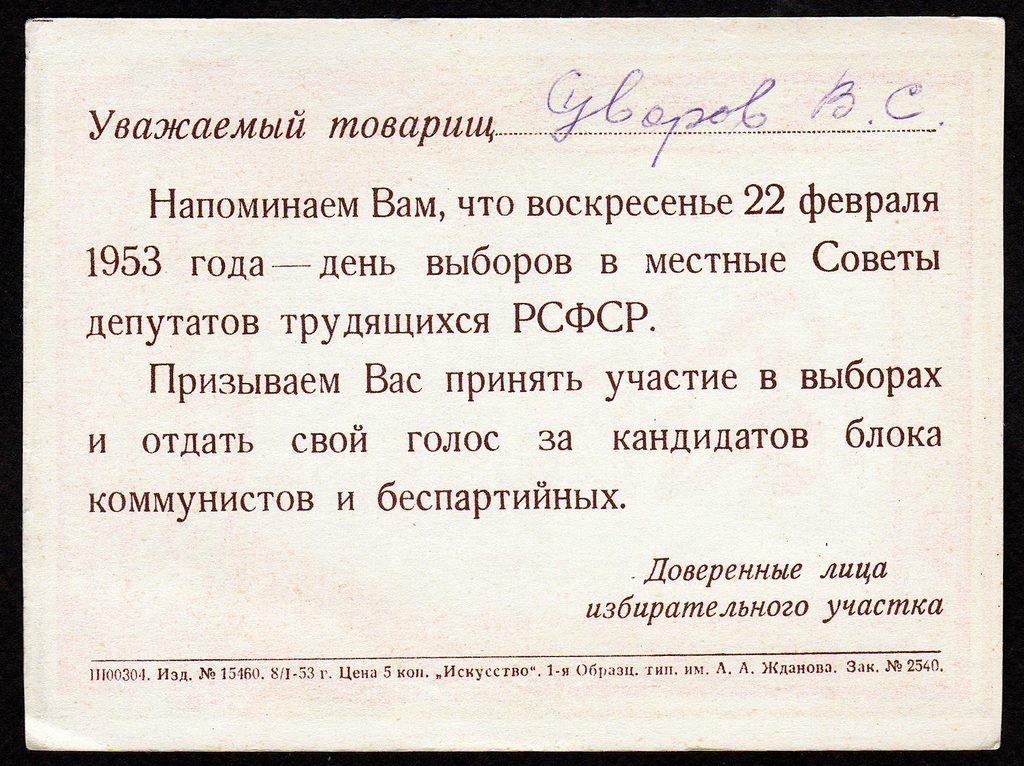 Уважаемый товарищ Суворов В. С.
Напоминаем Вам, что воскресенье 22 февраля
1953 года — день выборов в местные Советы
депутатов трудящихся РСФСР.
Призываем Вас принять участие в выборах
и отдать свой голос за кандидатов блока
коммунистов и беспартийных.
Доверенные лица
избирательного участка
Ш00304. Изд. № 15460. 8/I-53 г. Цена 5 коп. „Искусство“. 1-я Образц. тип. им. А. А. Жданова. Зак. № 2540.